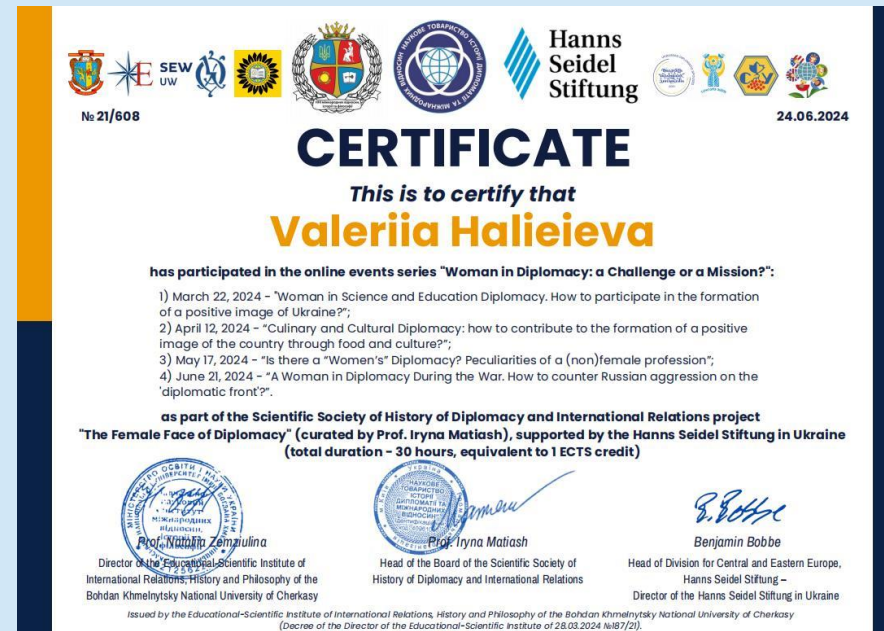 SEW
UW
Hanns
Seidel
Stiftung
№ 21/608
24.06.2024
CERTIFICATE
This is to certify that
Valeriia Halieieva
has participated in the online events series "Woman in Diplomacy: a Challenge or a Mission?":
1) March 22, 2024 - "Woman in Science and Education Diplomacy. How to participate in the formation
of a positive image of Ukraine?";
2) April 12, 2024 - "Culinary and Cultural Diplomacy: how to contribute to the formation of a positive
image of the country through food and culture?";
3) May 17, 2024 - "Is there a "Women's" Diplomacy? Peculiarities of a (non)female profession";
4) June 21, 2024 - "A Woman in Diplomacy During the War. How to counter Russian aggression on the
'diplomatic front'?".
as part of the Scientific Society of History of Diplomacy and International Relations project
"The Female Face of Diplomacy" (curated by Prof. Iryna Matiash), supported by the Hanns Seidel Stiftung in Ukraine
(total duration - 30 hours, equivalent to 1 ECTS credit)
Prof. Nataliia Zemziulina
Director of the Educational-Scientific Institute of
International Relations, History and Philosophy of the
Bohdan Khmelnytsky National University of Cherkasy
Prof. Iryna Matiash
Head of the Board of the Scientific Society of
History of Diplomacy and International Relations
Benjamin Bobbe
Head of Division for Central and Eastern Europe,
Hanns Seidel Stiftung –
Director of the Hanns Seidel Stiftung in Ukraine
Issued by the Educational-Scientific Institute of International Relations, History and Philosophy of the Bohdan Khmelnytsky National University of Cherkasy
(Decree of the Director of the Educational-Scientific Institute of 28.03.2024 №187/21).